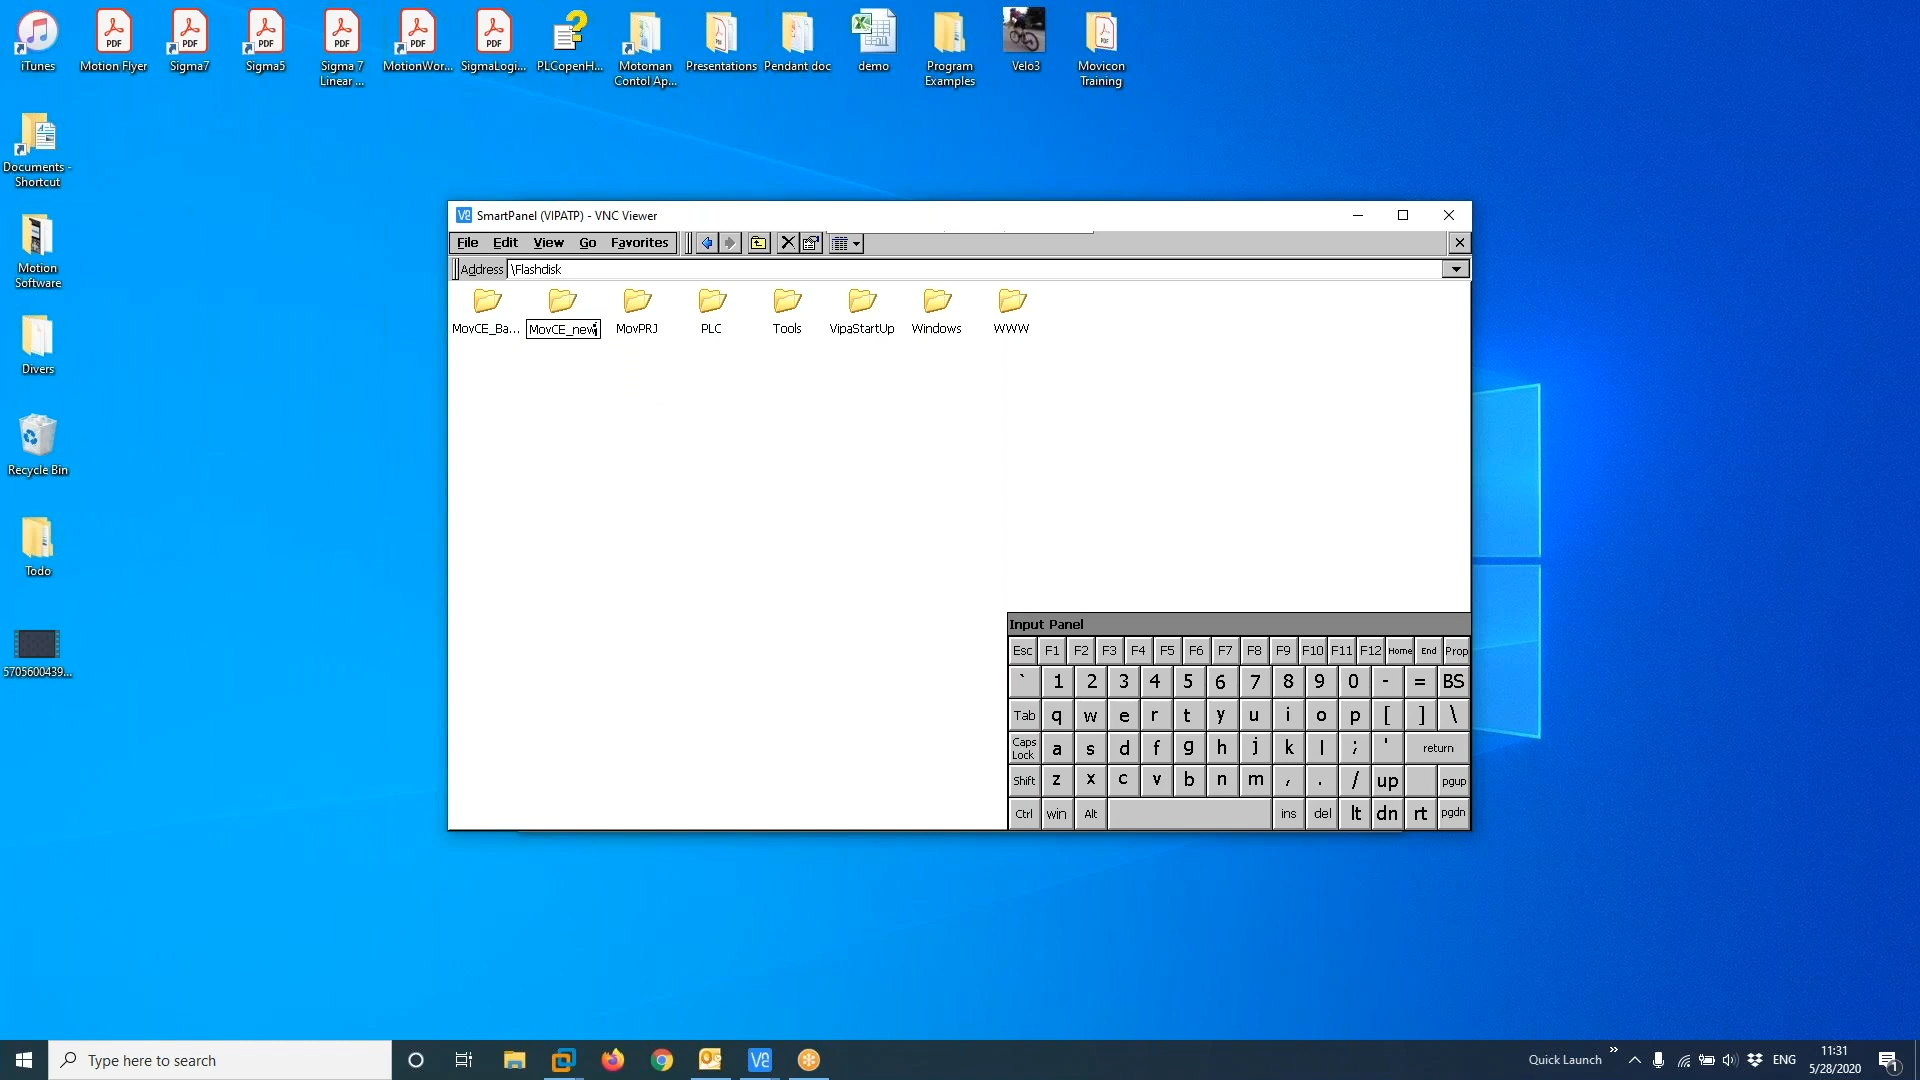 iTunes
Motion Flyer
Sigma7
Sigma5
Sigma 7
Linear ...
MotionWor...
SigmaLogi...
PLCopenH...
Motoman
Contol Ap...
Presentations
Pendant doc
demo
Program
Examples
Velo3
Movicon
Training
Documents -
Shortcut
Motion
Software
Divers
Recycle Bin
Todo
5705600439...
SmartPanel (VIPATP) - VNC Viewer
File Edit View Go Favorites
Address \Flashdisk
MovCE_Ba... MovCE_new MovPRJ PLC Tools VipaStartUp Windows WWW
Input Panel
Esc F1 F2 F3 F4 F5 F6 F7 F8 F9 F10 F11 F12 Home End Prop
` 1 2 3 4 5 6 7 8 9 0 - = BS
Tab q w e r t y u i o p [ ] \
Caps Lock a s d f g h j k l ; ' return
Shift z x c v b n m , . / up pgup
Ctrl win Alt ins del lt dn rt pgdn
Type here to search
Quick Launch »
ENG
11:31
5/28/2020
1